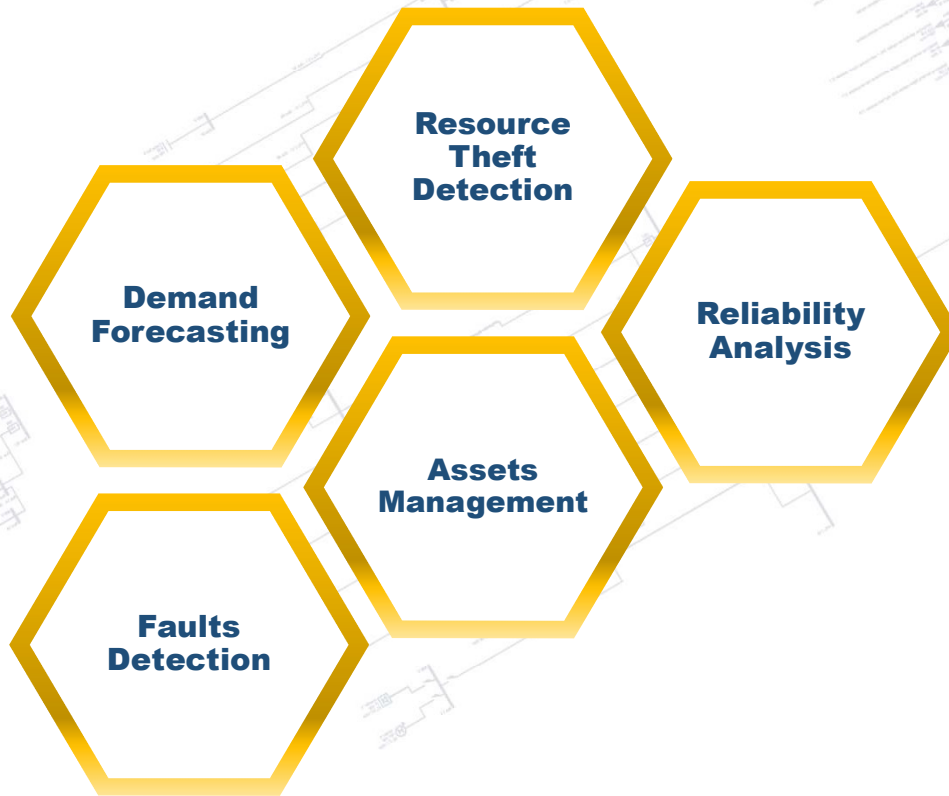 Resource
Theft
Detection
Demand
Forecasting
Reliability
Analysis
Assets
Management
Faults
Detection